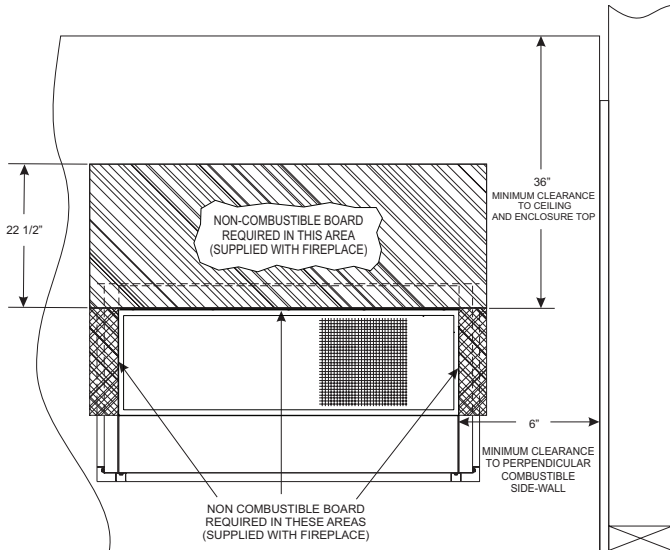 36"
MINIMUM CLEARANCE
TO CEILING
AND ENCLOSURE TOP
22 1/2"
NON-COMBUSTIBLE BOARD
REQUIRED IN THIS AREA
(SUPPLIED WITH FIREPLACE)
6"
MINIMUM CLEARANCE
TO PERPENDICULAR
COMBUSTIBLE
SIDE-WALL
NON COMBUSTIBLE BOARD
REQUIRED IN THESE AREAS
(SUPPLIED WITH FIREPLACE)